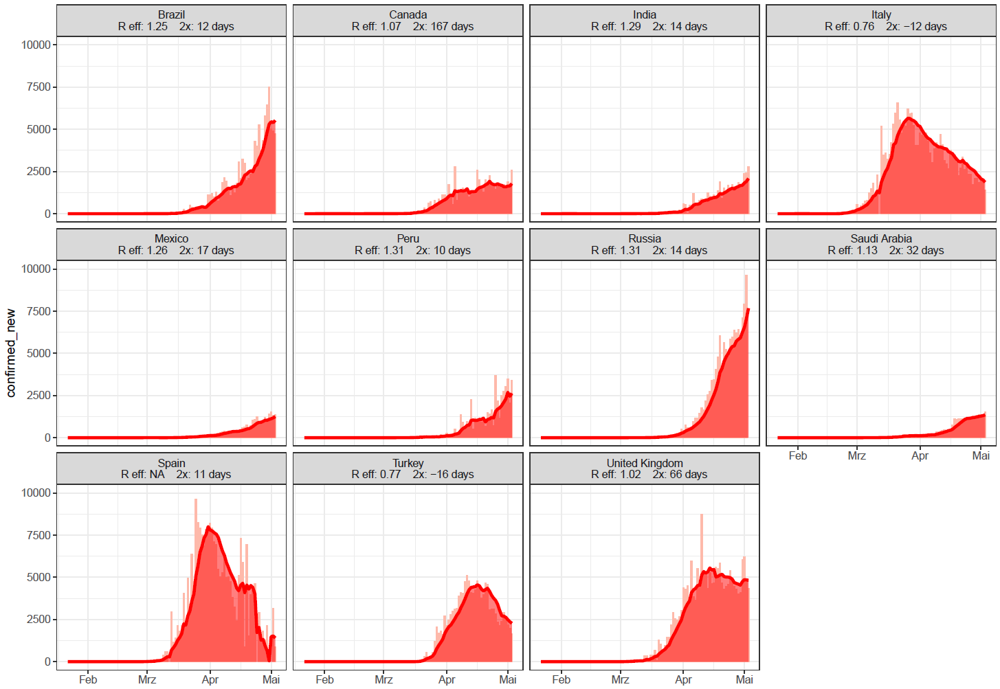 Brazil
R eff: 1.25    2x: 12 days
Canada
R eff: 1.07    2x: 167 days
India
R eff: 1.29    2x: 14 days
Italy
R eff: 0.76    2x: −12 days
10000
7500
5000
2500
0
Mexico
R eff: 1.26    2x: 17 days
Peru
R eff: 1.31    2x: 10 days
Russia
R eff: 1.31    2x: 14 days
Saudi Arabia
R eff: 1.13    2x: 32 days
10000
7500
5000
2500
0
confirmed_new
Feb
Mrz
Apr
Mai
Spain
R eff: NA    2x: 11 days
Turkey
R eff: 0.77    2x: −16 days
United Kingdom
R eff: 1.02    2x: 66 days
10000
7500
5000
2500
0
Feb
Mrz
Apr
Mai
Feb
Mrz
Apr
Mai
Feb
Mrz
Apr
Mai